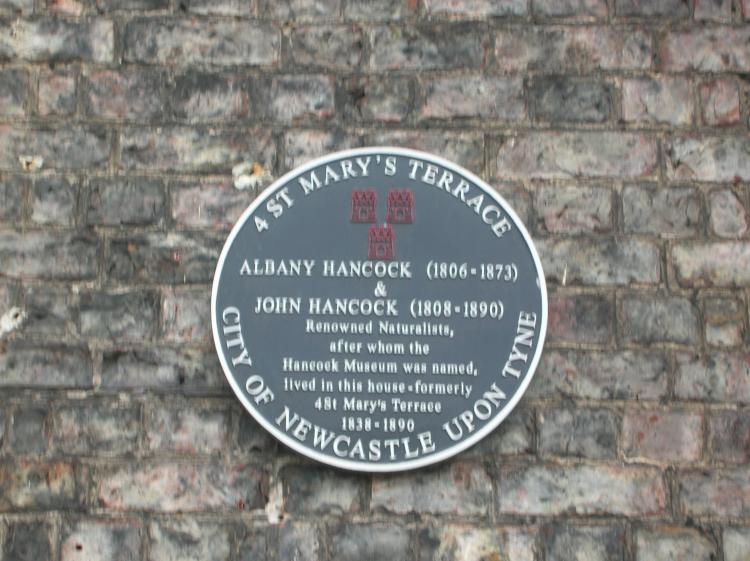 4 ST MARY'S TERRACE
ALBANY HANCOCK (1806-1873)
&
JOHN HANCOCK (1808-1890)
Renowned Naturalists,
after whom the
Hancock Museum was named,
lived in this house-formerly
4St Mary's Terrace
1838-1890
CITY OF NEWCASTLE UPON TYNE